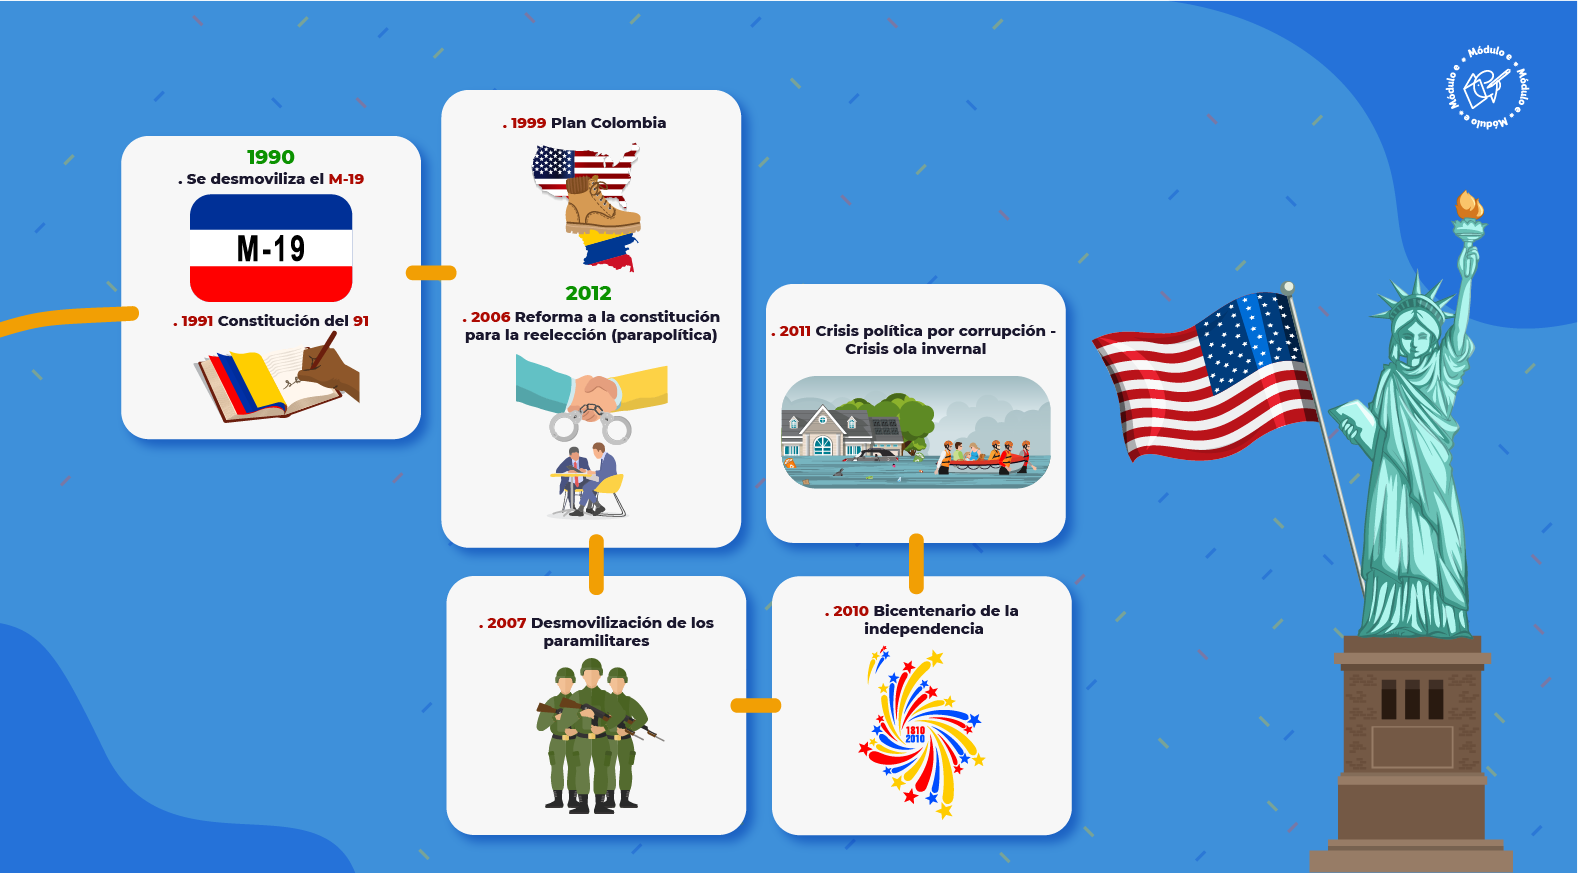 1990
. Se desmoviliza el M-19
M-19
. 1991 Constitución del 91
. 1999 Plan Colombia
2012
. 2006 Reforma a la constitución
para la reelección (parapolítica)
. 2007 Desmovilización de los
paramilitares
. 2010 Bicentenario de la
independencia
1810
2010
. 2011 Crisis política por corrupción -
Crisis ola invernal
Módulo e • Módulo e • Módulo e • Módulo e •